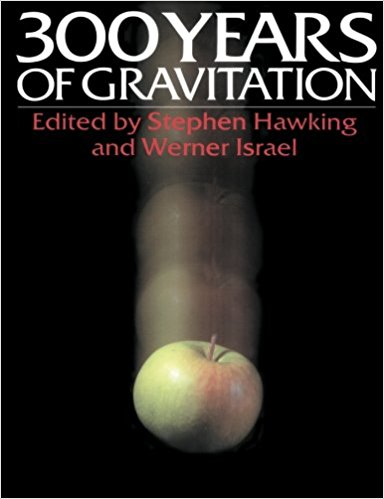 300 YEARS
OF GRAVITATION
Edited by Stephen Hawking
and Werner Israel